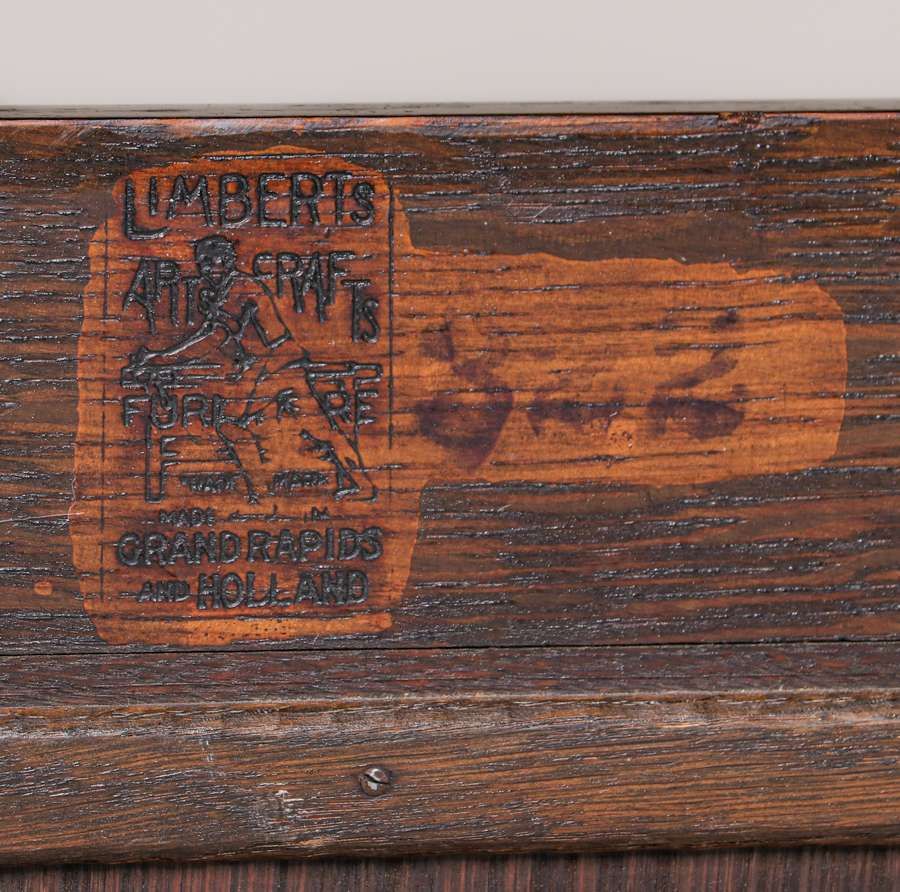 LIMBERTS
ARTS CRAFTS
FURNITURE
TRADE MARK
MADE IN
GRAND RAPIDS
AND HOLLAND